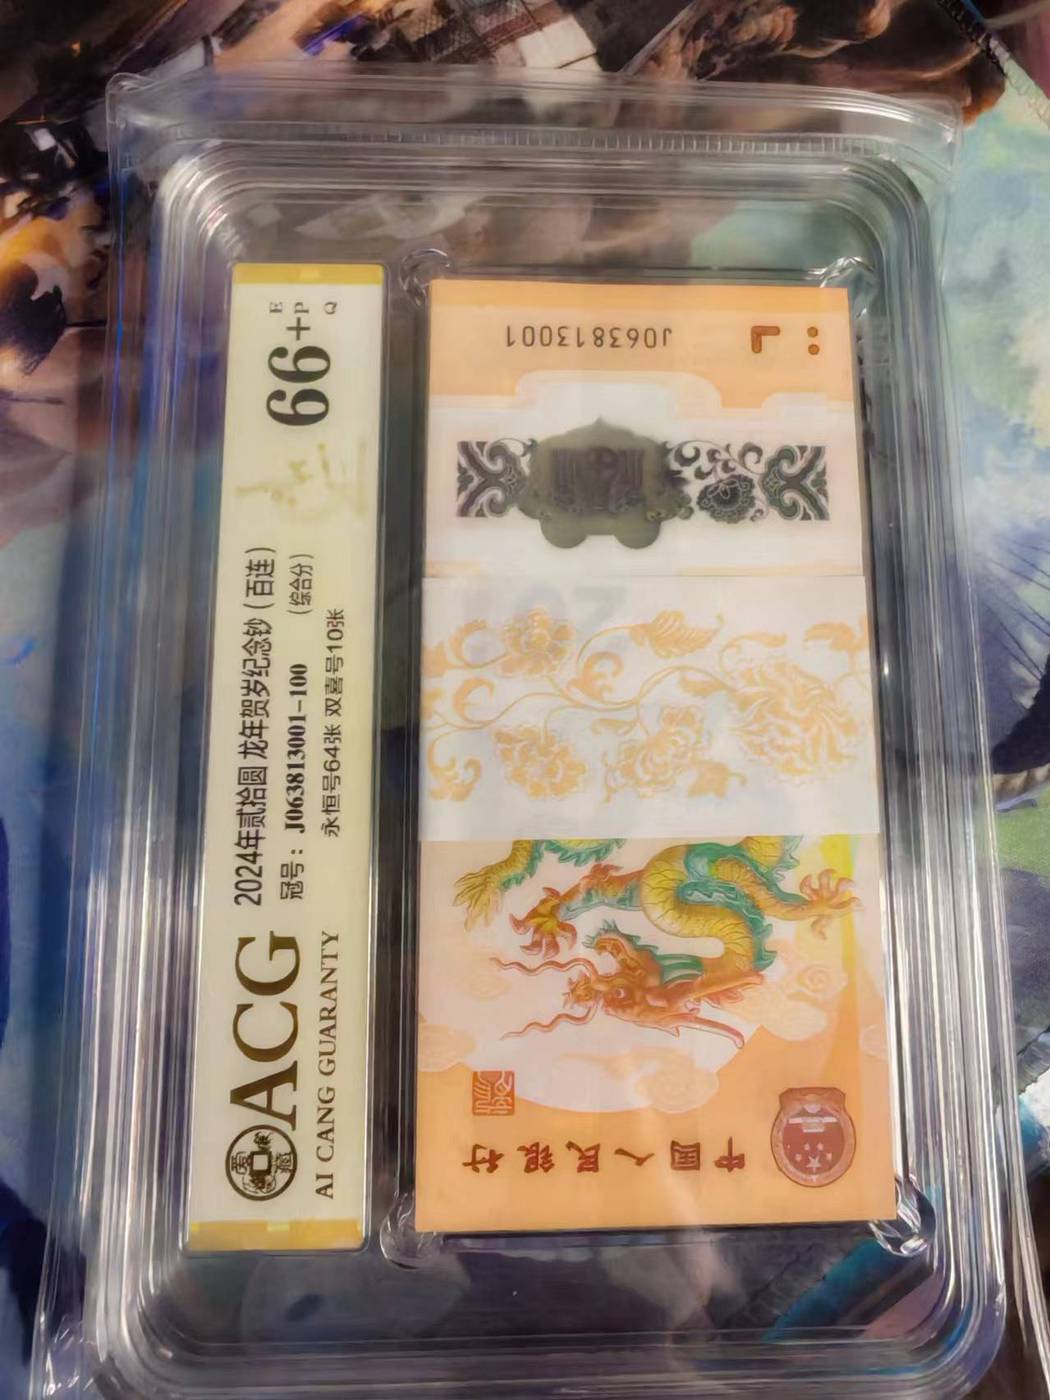 ACG
AI CANG GUARANTY
2024年贰拾圆 龙年贺岁纪念钞（百连）
冠号：J063813001-100 （综合分）
永恒号64张 双喜号10张
66+
EPQ
中国人民银行
J063813001